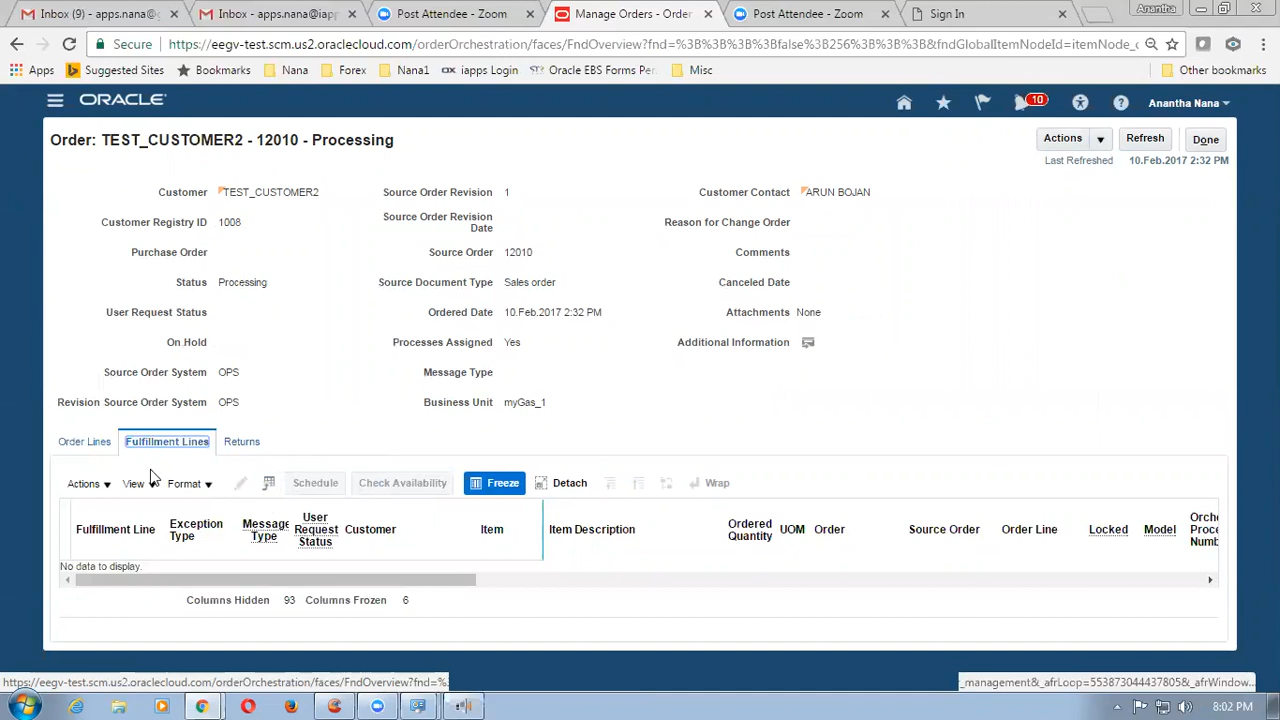 Inbox (69) - apps.nana@e
Inbox - apps.nana@iapp
Post Attendee - Zoom
Manage Orders - Order
Post Attendee - Zoom
Sign In
Anantha
Secure
https://eegv-test.scm.us2.oraclecloud.com/orderOrchestration/faces/FndOverview?fnd=%3B%3B%3B%3Bfalse%3B256%3B%3B%3B&fndGlobalItemNodeId=itemNode_c
Apps
Suggested Sites
Bookmarks
Nana
Forex
Nana1
iapps Login
Oracle EBS Forms Per
Misc
Other bookmarks
ORACLE
10
Anantha Nana
Order: TEST_CUSTOMER2 - 12010 - Processing
Actions
Refresh
Done
Last Refreshed 10.Feb.2017 2:32 PM
Customer TEST_CUSTOMER2
Source Order Revision 1
Customer Contact ARUN BOJAN
Customer Registry ID 1008
Source Order Revision Date
Reason for Change Order
Purchase Order
Source Order 12010
Comments
Status Processing
Source Document Type Sales order
Canceled Date
User Request Status
Ordered Date 10.Feb.2017 2:32 PM
Attachments None
On Hold
Processes Assigned Yes
Additional Information
Source Order System OPS
Message Type
Revision Source Order System OPS
Business Unit myGas_1
Order Lines
Fulfillment Lines
Returns
Actions
View
Format
Schedule
Check Availability
Freeze
Detach
Wrap
Fulfillment Line
Exception Type
Message Type
User Request Status
Customer
Item
Item Description
Ordered Quantity
UOM
Order
Source Order
Order Line
Locked
Model
Orche
Proce
Numb
No data to display.
Columns Hidden 93
Columns Frozen 6
https://eegv-test.scm.us2.oraclecloud.com/orderOrchestration/faces/FndOverview?fnd=%
_management&_afrLoop=553873044437805&_afrWindow...
8:02 PM